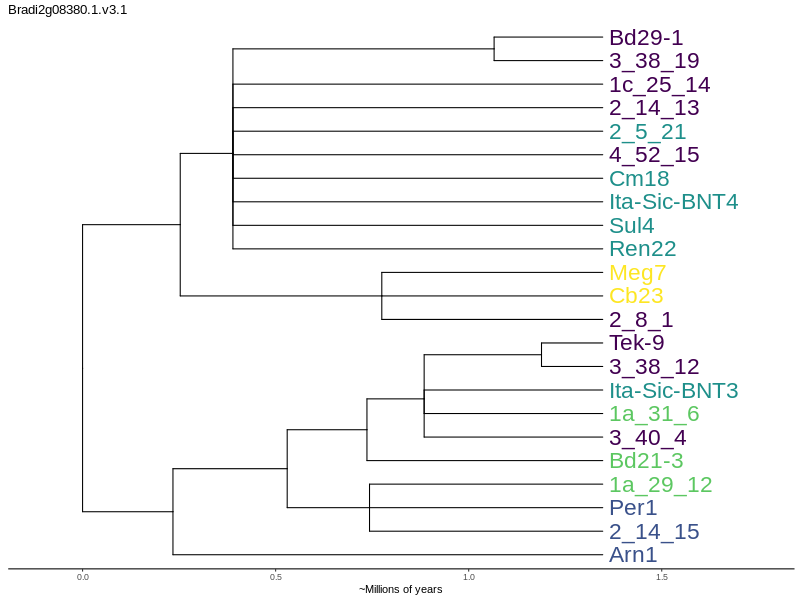 Bradi2g08380.1.v3.1
Bd29-1
3_38_19
1c_25_14
2_14_13
2_5_21
4_52_15
Cm18
Ita-Sic-BNT4
Sul4
Ren22
Meg7
Cb23
2_8_1
Tek-9
3_38_12
Ita-Sic-BNT3
1a_31_6
3_40_4
Bd21-3
1a_29_12
Per1
2_14_15
Arn1
0.0 0.5 1.0 1.5
~Millions of years